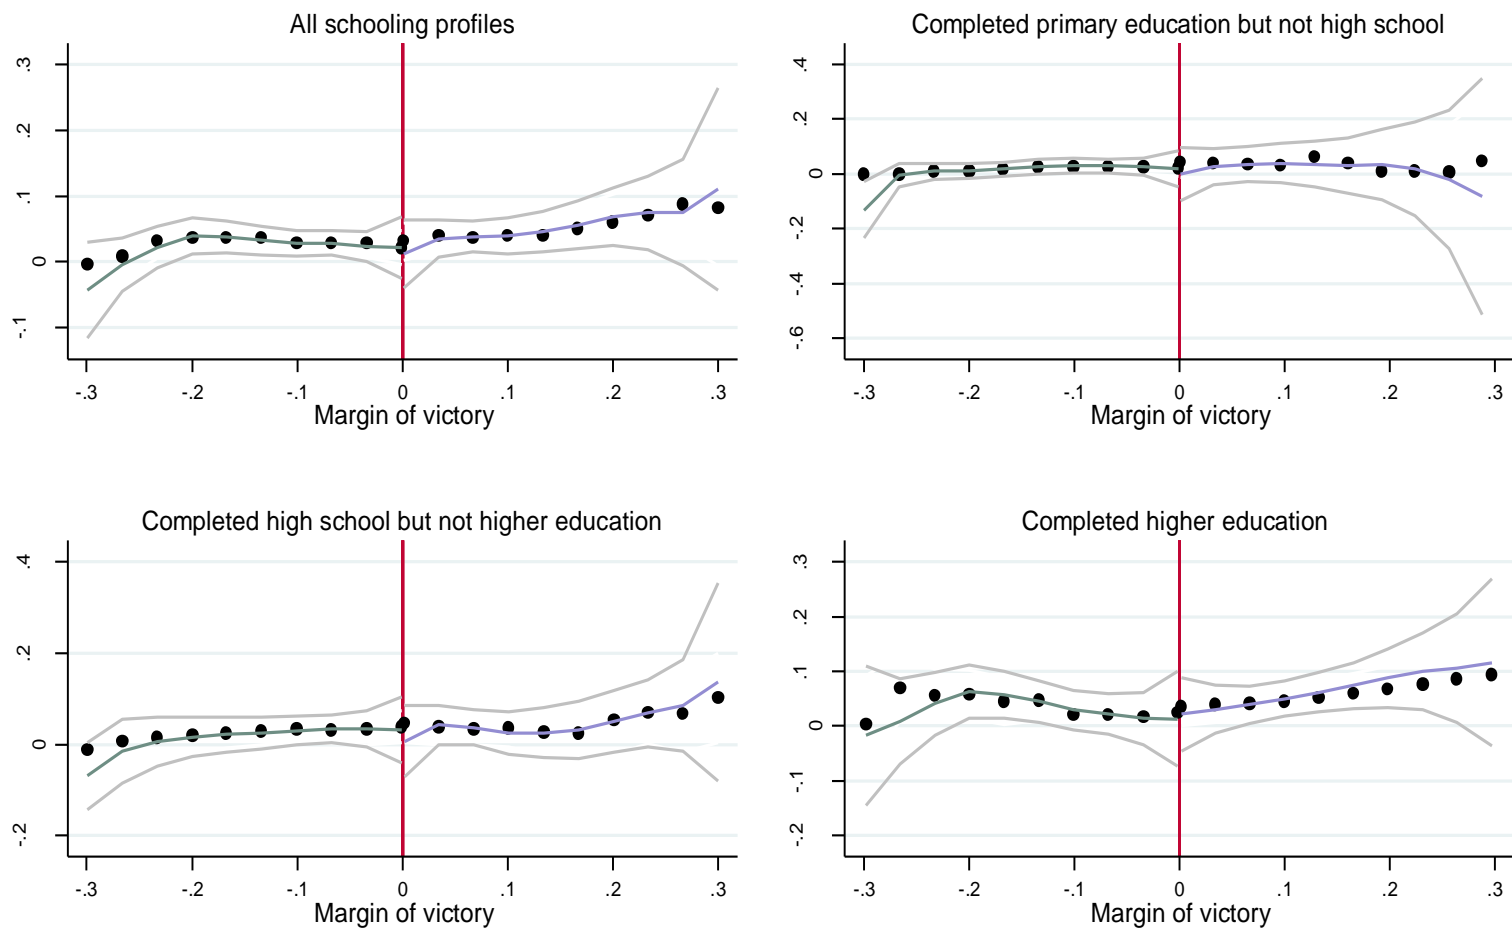 All schooling profiles
.3
.2
.1
0
-.1
-.3 -.2 -.1 0 .1 .2 .3
Margin of victory
Completed primary education but not high school
.4
.2
0
-.2
-.4
-.6
-.3 -.2 -.1 0 .1 .2 .3
Margin of victory
Completed high school but not higher education
.4
.2
0
-.2
-.3 -.2 -.1 0 .1 .2 .3
Margin of victory
Completed higher education
.3
.2
.1
0
-.1
-.2
-.3 -.2 -.1 0 .1 .2 .3
Margin of victory